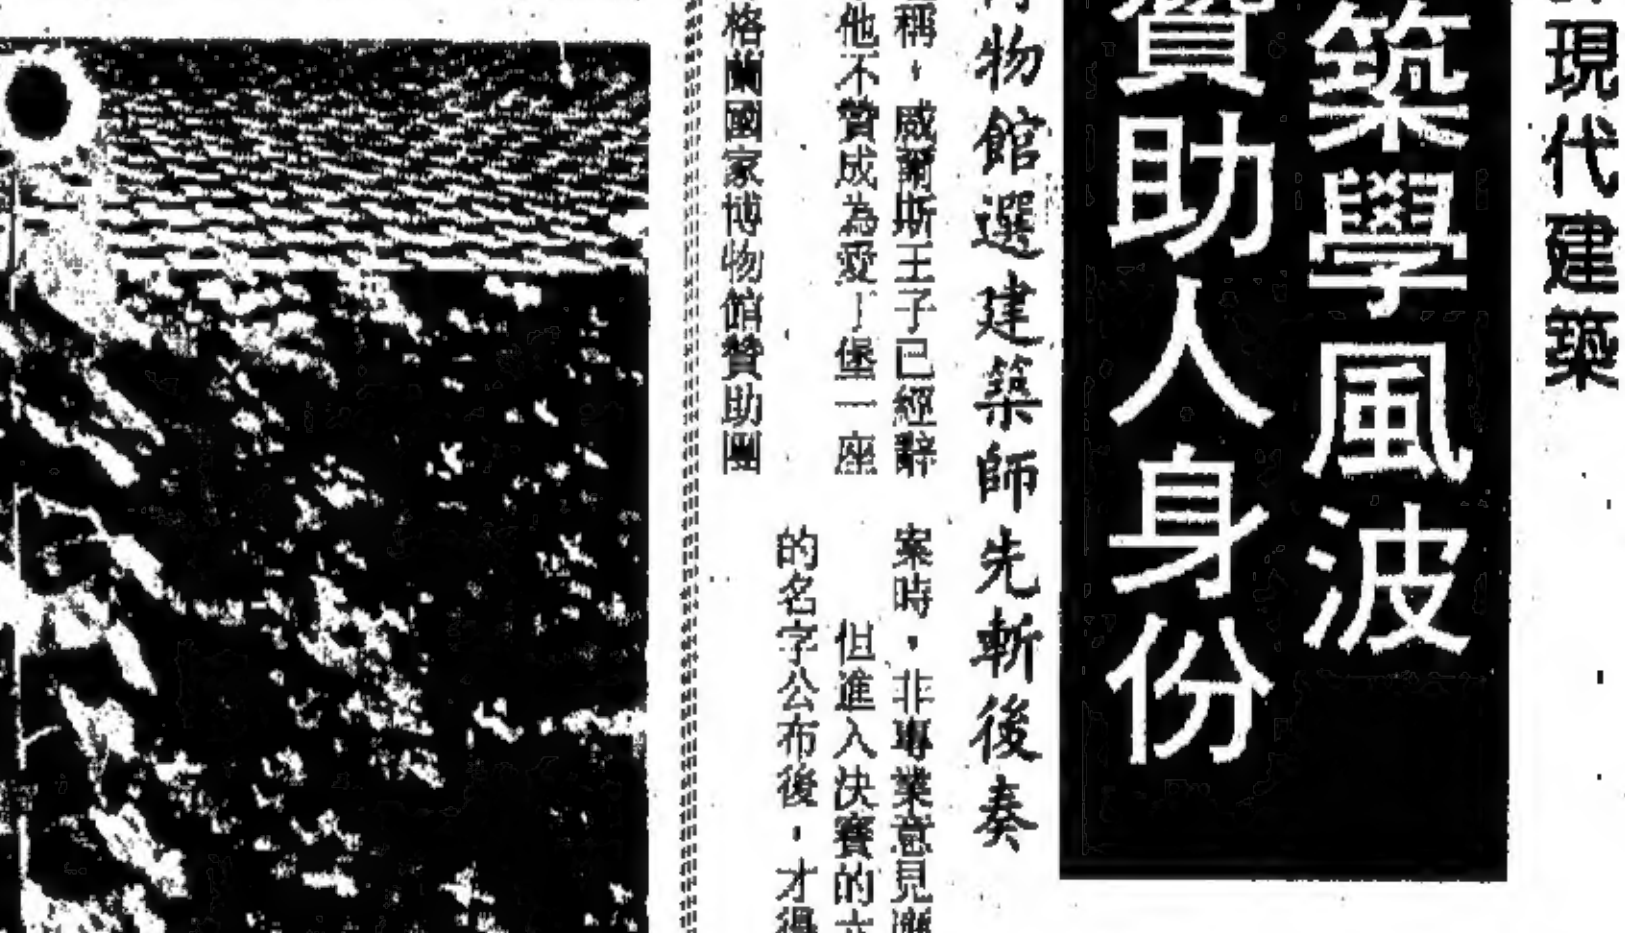 現代建築
築學風波
贊助人身份
物館選建築師先斬後奏
稱，威爾斯王子已經辭
他不贊成為愛丁堡一座
格蘭國家博物館贊助團
案時，非專業意見
但進入決賽的
的名字公布後，才得